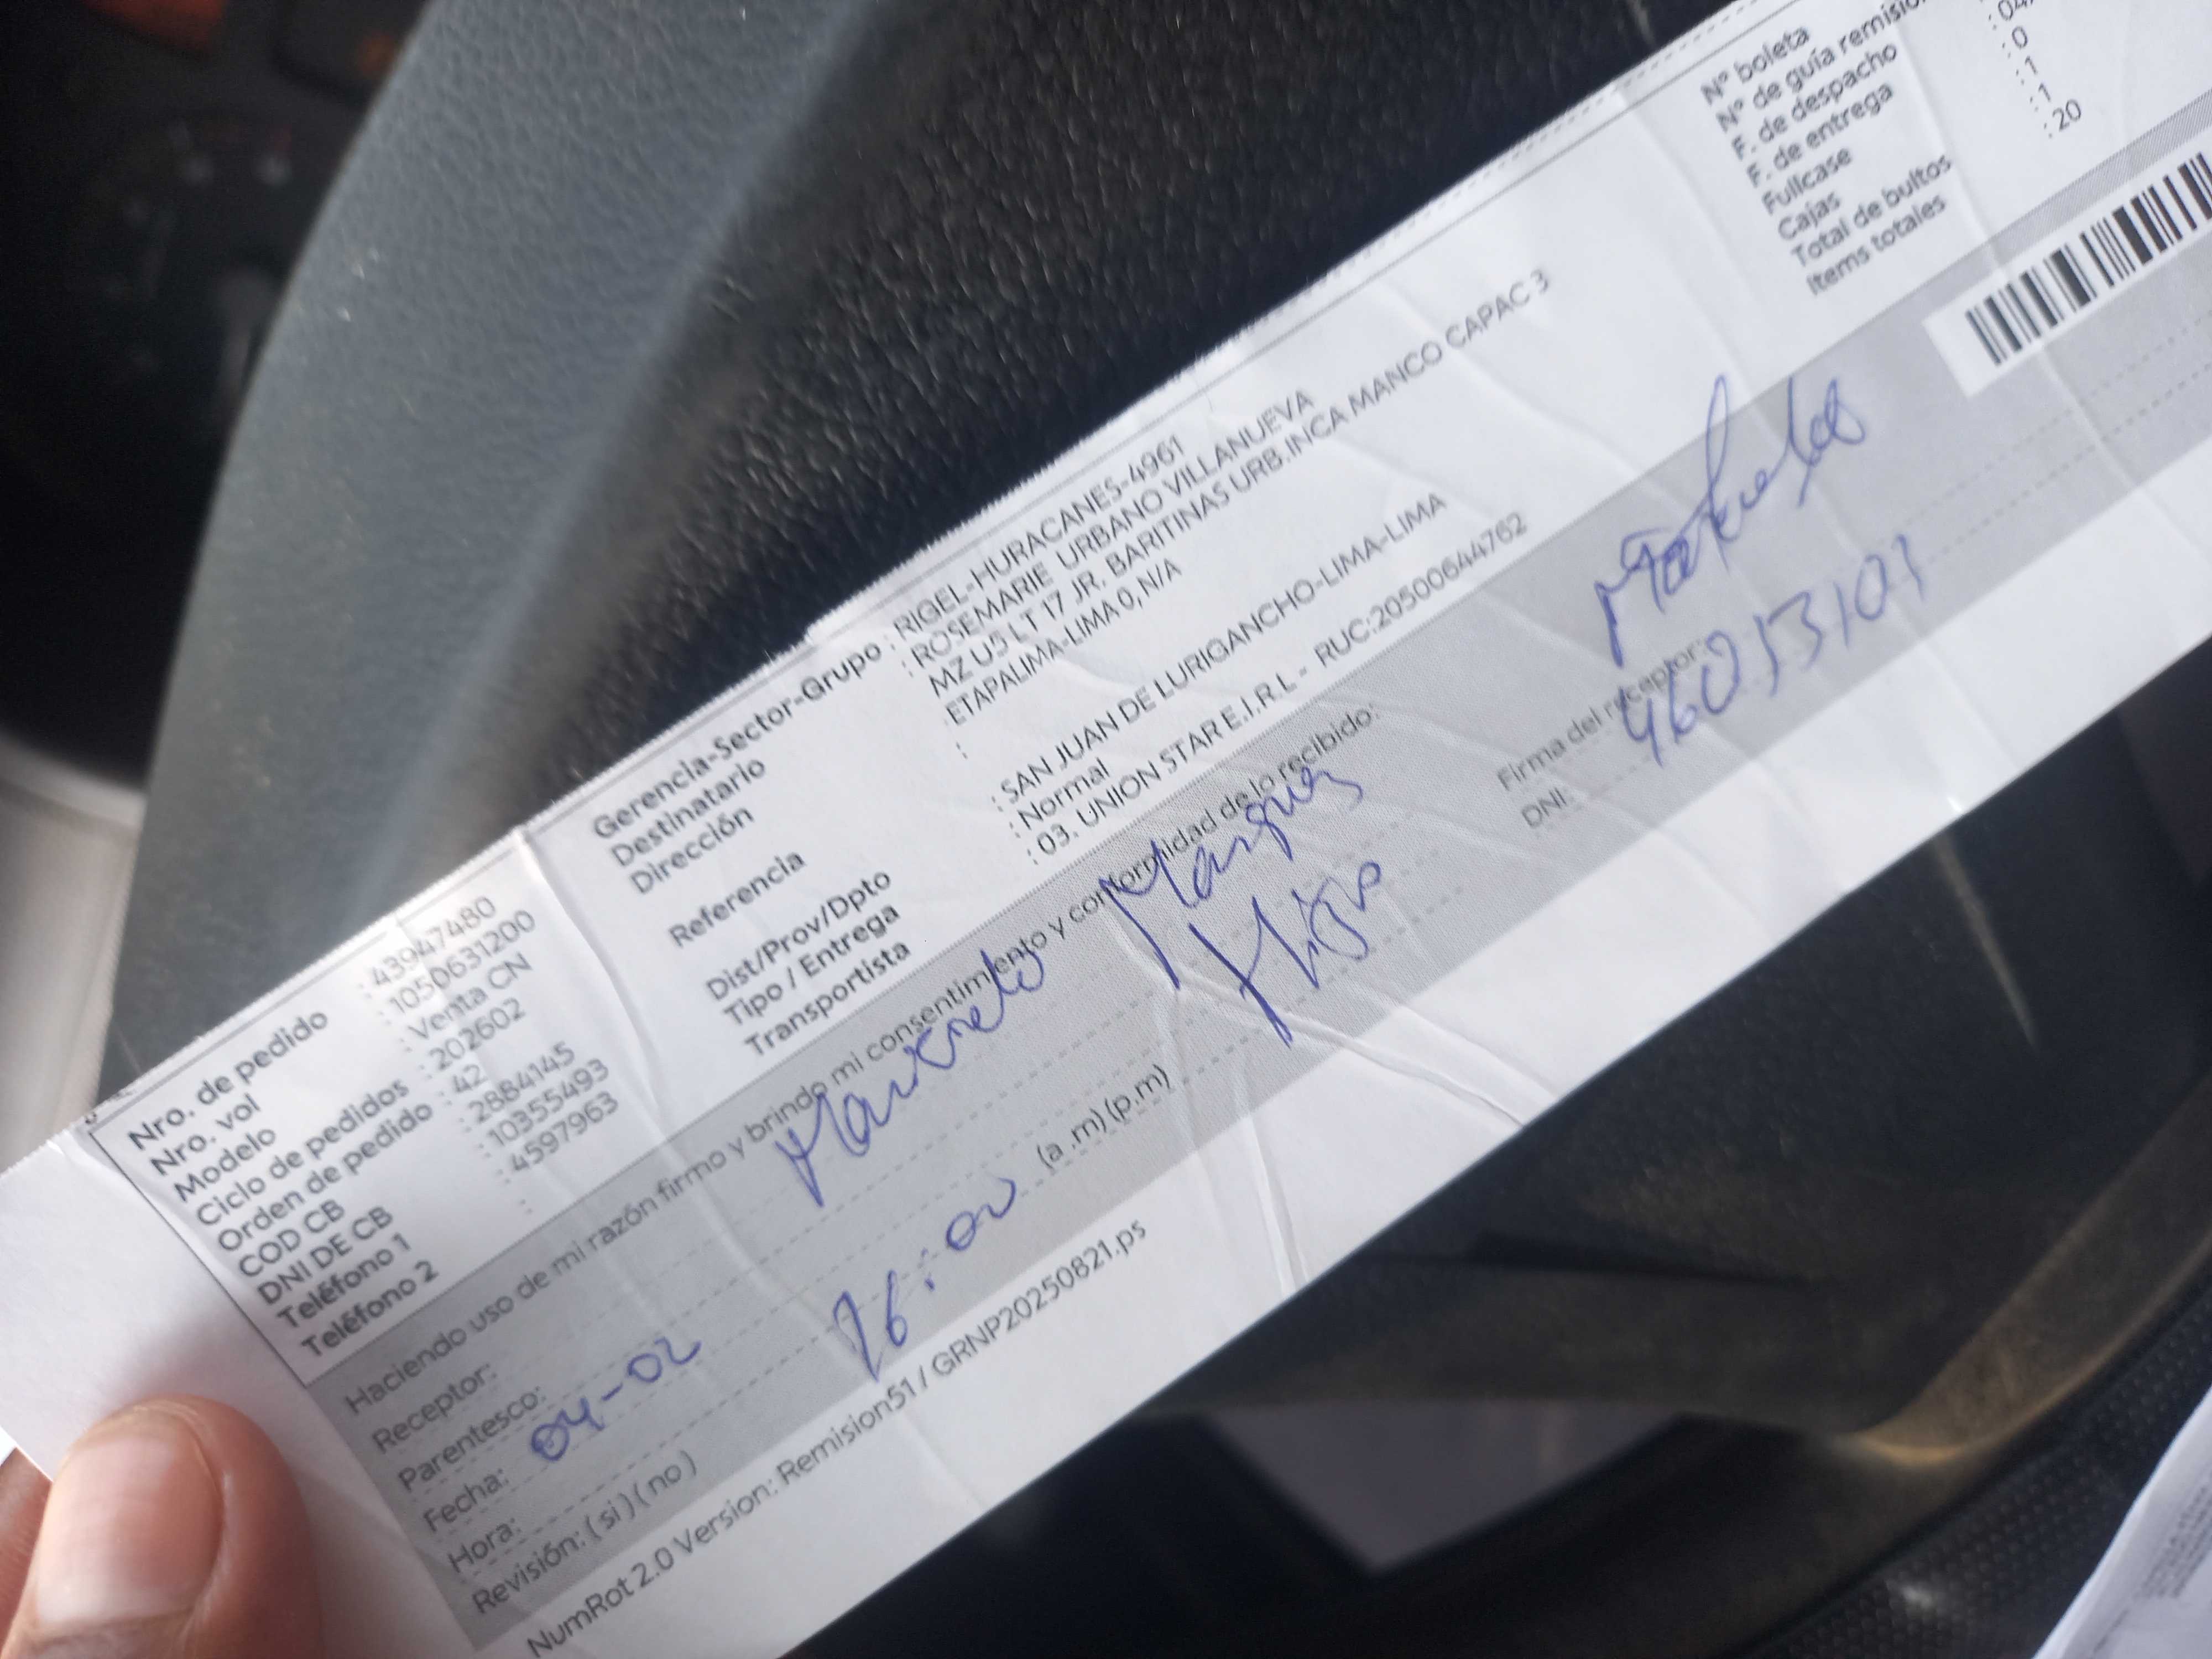 Nro. de pedido : 43947480
Nro. vol : 1050631200
Modelo : Venta CN
Ciclo de pedidos : 202602
Orden de pedido : 42
COD CB : 2884145
DNI DE CB : 10355493
Teléfono 1 : 4597963
Teléfono 2 :
Gerencia-Sector-Grupo : RIGEL-HURACANES-4961
Destinatario : ROSEMARIE URBANO VILLANUEVA
Dirección : MZ U5 LT 17 JR. BARITINAS URB.INCA MANCO CAPAC 3
ETAPALIMA-LIMA 0, N/A
Referencia :
Dist/Prov/Dpto : SAN JUAN DE LURIGANCHO-LIMA-LIMA
Tipo / Entrega : Normal
Transportista : 03. UNION STAR E.I.R.L - RUC:20500644762
N° boleta
N° de guía
F. de despacho
F. de entrega
Fullcase : 0
Cajas : 1
Total de bultos : 1
Items totales : 20
Haciendo uso de mi razón firmo y brindo mi consentimiento y conformidad de lo recibido:
Receptor:
Parentesco: Hijo
Fecha: 04-02
Hora: 16:00 (a .m) (p.m)
Revisión: ( si ) ( no )
Firma del receptor:
DNI:
NumRot 2.0 Version: Remision51 / GRNP20250821.ps